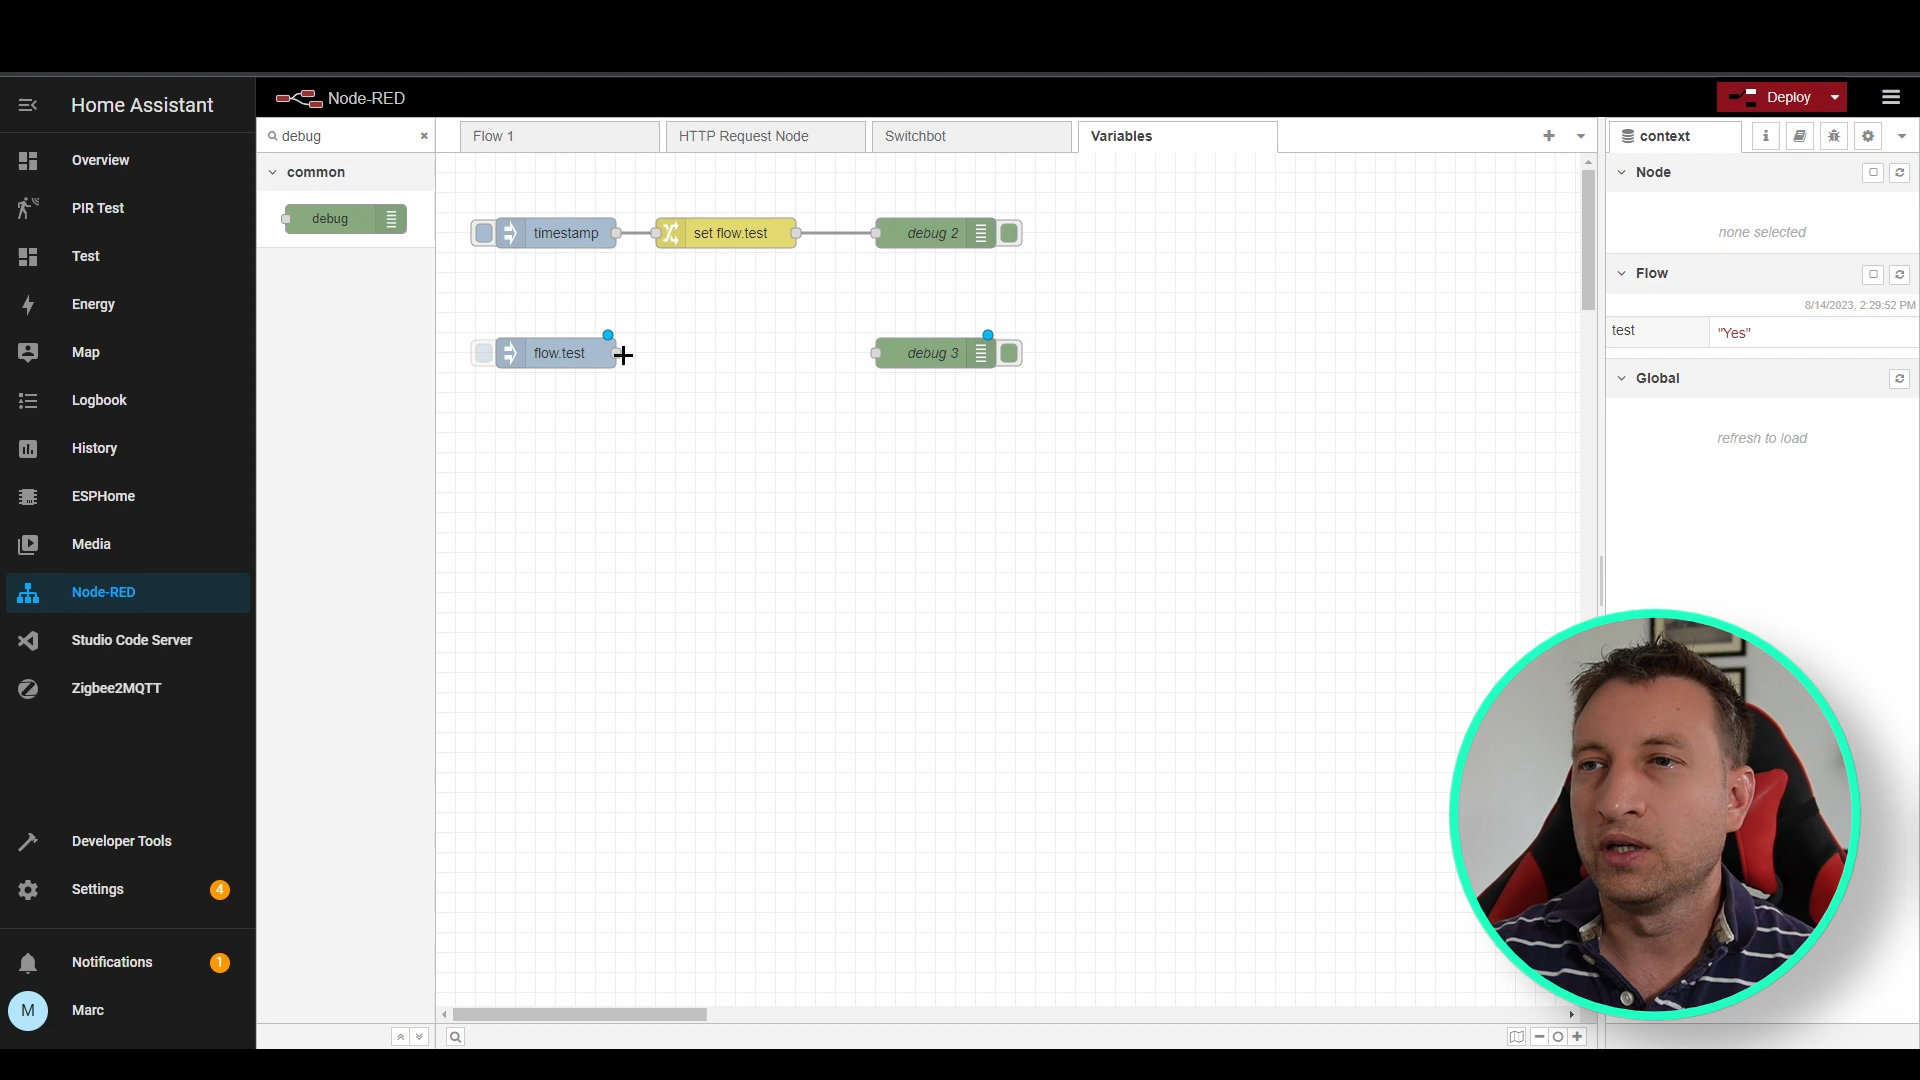 Home Assistant
Overview
PIR Test
Test
Energy
Map
Logbook
History
ESPHome
Media
Node-RED
Studio Code Server
Zigbee2MQTT
Developer Tools
Settings
4
Notifications
1
M
Marc
Node-RED
Deploy
debug
common
debug
Flow 1
HTTP Request Node
Switchbot
Variables
timestamp
set flow.test
debug 2
flow.test
debug 3
context
Node
none selected
Flow
8/14/2023, 2:29:52 PM
test
"Yes"
Global
refresh to load